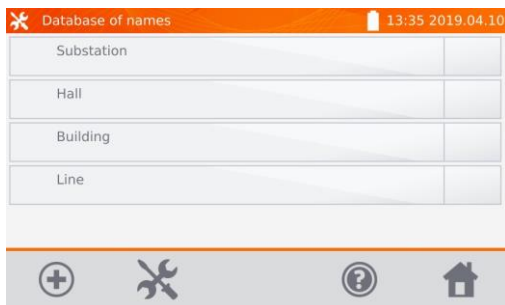 Database of names 13:35 2019.04.10
Substation
Hall
Building
Line